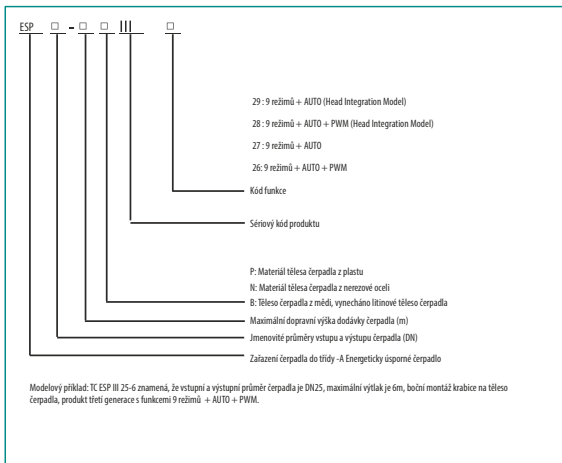 ESP □ - □ □ III □
29 : 9 režimů + AUTO (Head Integration Model)
28 : 9 režimů + AUTO + PWM (Head Integration Model)
27 : 9 režimů + AUTO
26: 9 režimů + AUTO + PWM
Kód funkce
Sériový kód produktu
P: Materiál tělesa čerpadla z plastu
N: Materiál tělesa čerpadla z nerezové oceli
B: Těleso čerpadla z mědi, vynecháno litinové těleso čerpadla
Maximální dopravní výška dodávky čerpadla (m)
Jmenovité průměry vstupu a výstupu čerpadla (DN)
Zařazení čerpadla do třídy -A Energeticky úsporné čerpadlo
Modelový příklad: TC ESP III 25-6 znamená, že vstupní a výstupní průměr čerpadla je DN25, maximální výtlak je 6m, boční montáž krabice na těleso
čerpadla, produkt třetí generace s funkcemi 9 režimů + AUTO + PWM.